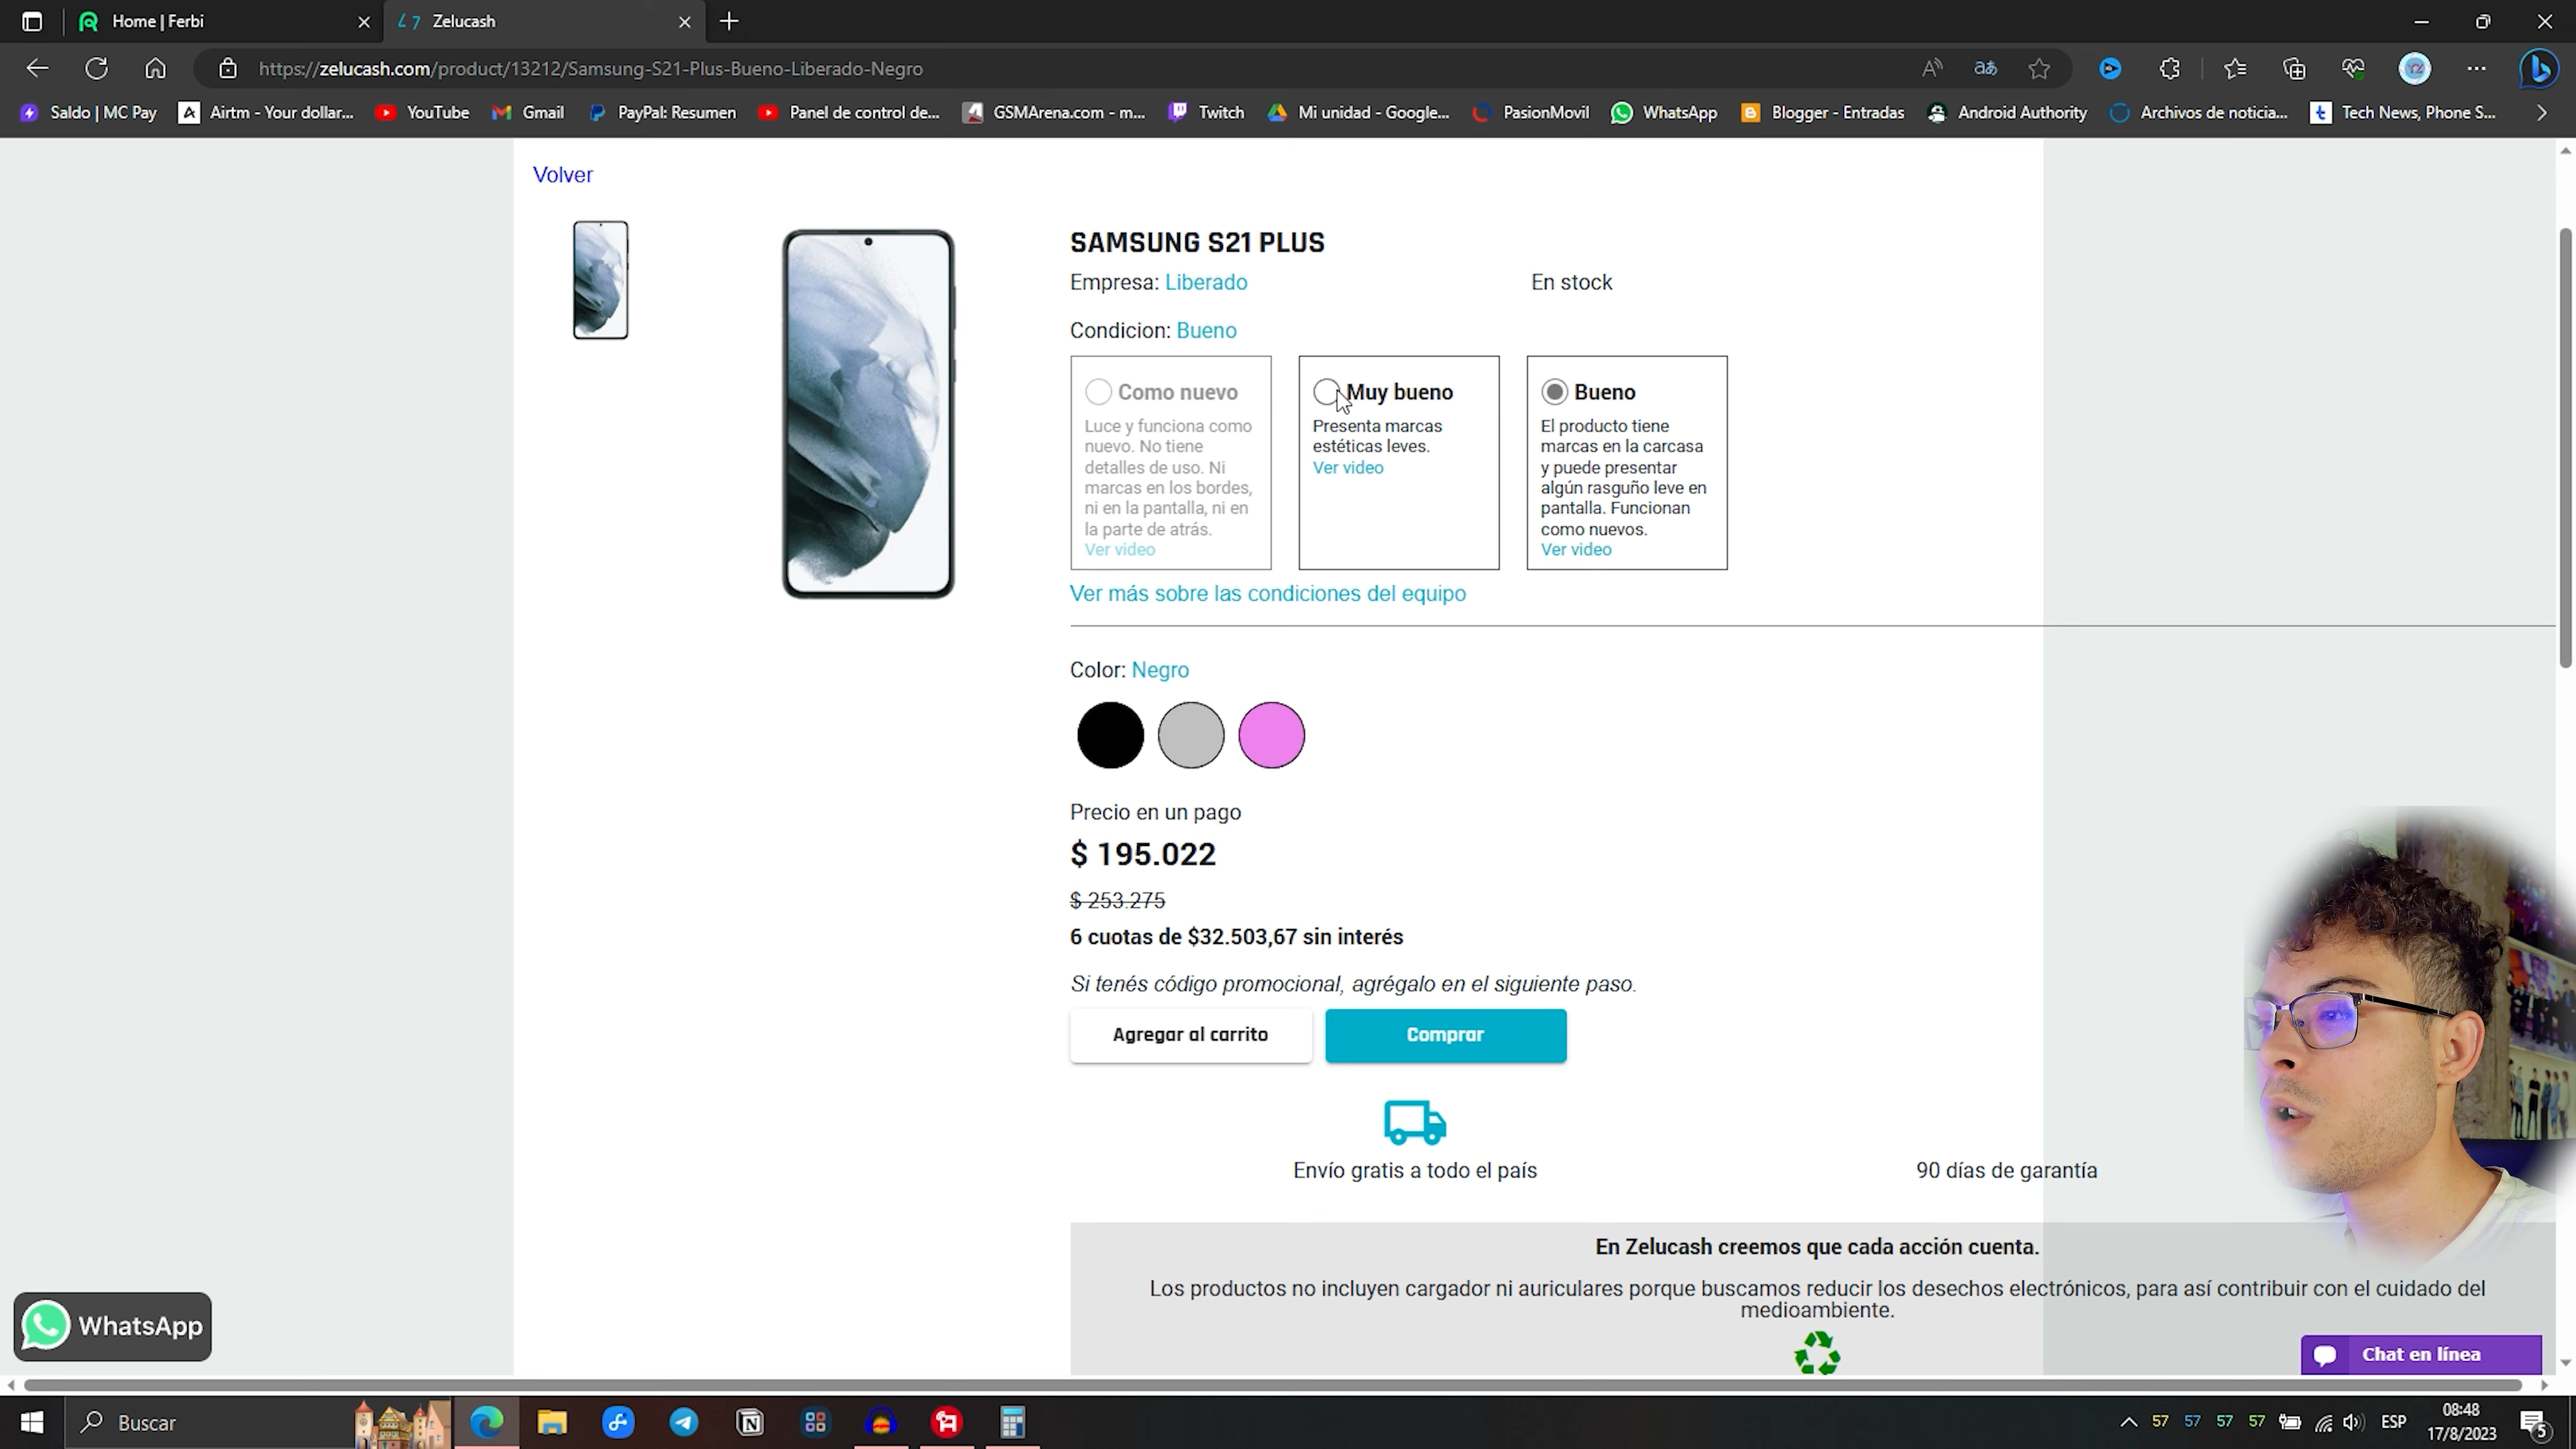 Home | Ferbi
Zelucash
https://zelucash.com/product/13212/Samsung-S21-Plus-Bueno-Liberado-Negro
Saldo | MC Pay
Airtm - Your dollar...
YouTube
Gmail
PayPal: Resumen
Panel de control de...
GSMArena.com - m...
Twitch
Mi unidad - Google...
PasionMovil
WhatsApp
Blogger - Entradas
Android Authority
Archivos de noticia...
Tech News, Phone S...
Volver
SAMSUNG S21 PLUS
Empresa: Liberado
En stock
Condicion: Bueno
Como nuevo
Luce y funciona como
nuevo. No tiene
detalles de uso. Ni
marcas en los bordes,
ni en la pantalla, ni en
la parte de atrás.
Ver video
Muy bueno
Presenta marcas
estéticas leves.
Ver video
Bueno
El producto tiene
marcas en la carcasa
y puede presentar
algún rasguño leve en
pantalla. Funcionan
como nuevos.
Ver video
Ver más sobre las condiciones del equipo
Color: Negro
Precio en un pago
$ 195.022
$ 253.275
6 cuotas de $32.503,67 sin interés
Si tenés código promocional, agrégalo en el siguiente paso.
Agregar al carrito
Comprar
Envío gratis a todo el país
90 días de garantía
En Zelucash creemos que cada acción cuenta.
Los productos no incluyen cargador ni auriculares porque buscamos reducir los desechos electrónicos, para así contribuir con el cuidado del
medioambiente.
WhatsApp
Chat en línea
Buscar
57 57 57 57
ESP
08:48
17/8/2023
5